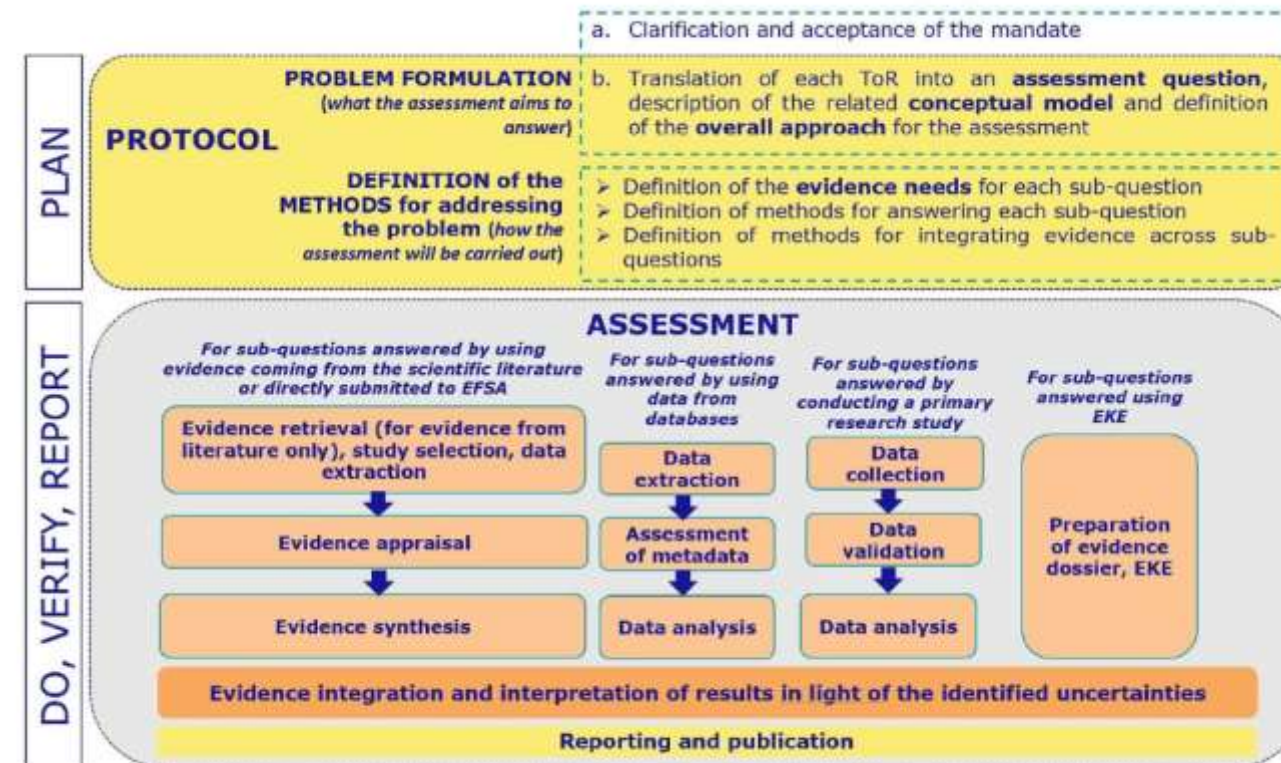 a. Clarification and acceptance of the mandate
PLAN
PROTOCOL
PROBLEM FORMULATION
(what the assessment aims to
answer)
b. Translation of each ToR into an assessment question,
description of the related conceptual model and definition
of the overall approach for the assessment
DEFINITION of the
METHODS for addressing
the problem (how the
assessment will be carried out)
➢ Definition of the evidence needs for each sub-question
➢ Definition of methods for answering each sub-question
➢ Definition of methods for integrating evidence across sub-
questions
DO, VERIFY, REPORT
ASSESSMENT
For sub-questions answered by using
evidence coming from the scientific literature
or directly submitted to EFSA
Evidence retrieval (for evidence from
literature only), study selection, data
extraction
Evidence appraisal
Evidence synthesis
For sub-questions
answered by using
data from
databases
Data
extraction
Assessment
of metadata
Data analysis
For sub-questions
answered by
conducting a primary
research study
Data
collection
Data
validation
Data analysis
For sub-questions
answered using
EKE
Preparation
of evidence
dossier, EKE
Evidence integration and interpretation of results in light of the identified uncertainties
Reporting and publication